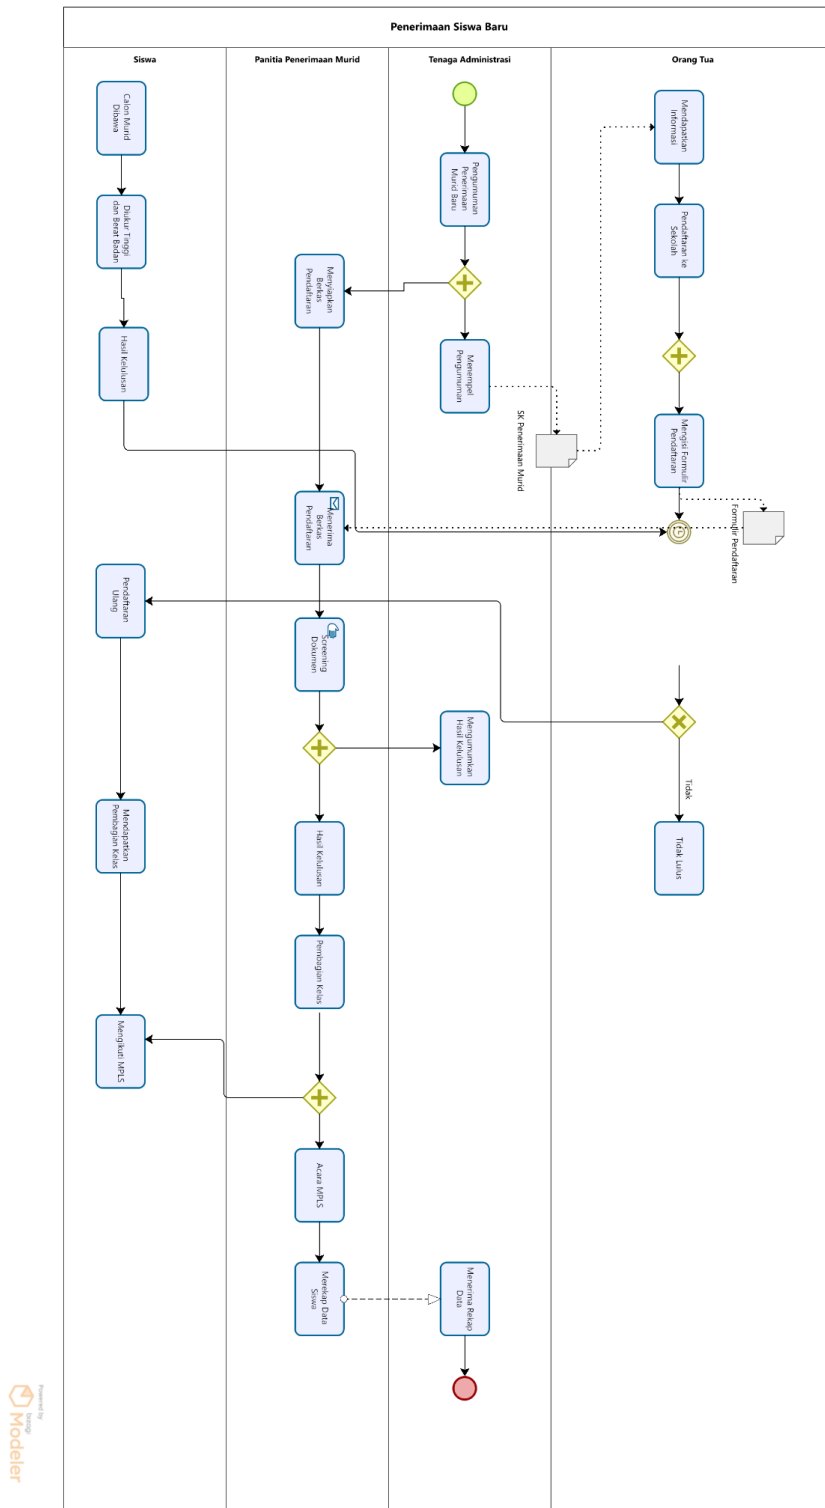 Penerimaan Siswa Baru
Siswa
Panitia Penerimaan Murid
Tenaga Administrasi
Orang Tua
Calon Murid
Dibawa
Diukur Tinggi
dan Berat Badan
Hasil Kelulusan
Pendaftaran
Ulang
Mendapatkan
Pembagian Kelas
Mengikuti MPLS
Menyiapkan
Berkas
Pendaftaran
Menerima
Berkas
Pendaftaran
Screening
Dokumen
Hasil Kelulusan
Pembagian Kelas
Acara MPLS
Merekap Data
Siswa
Pengumuman
Penerimaan
Murid Baru
Menempel
Pengumuman
SK Penerimaan Murid
Mengumumkan
Hasil Kelulusan
Menerima Rekap
Data
Mendapatkan
Informasi
Pendaftaran ke
Sekolah
Mengisi Formulir
Pendaftaran
Formulir Pendaftaran
Tidak
Tidak Lulus
Powered by
bizagi
Modeler